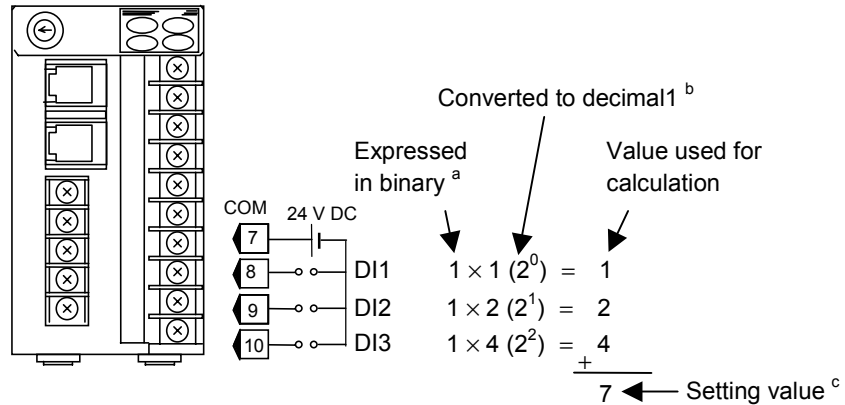 Converted to decimal1 b
Expressed
in binary a
Value used for
calculation
COM
24 V DC
7
8
DI1
1 × 1 (2⁰) = 1
9
DI2
1 × 2 (2¹) = 2
10
DI3
1 × 4 (2²) = 4
+
7
Setting value c